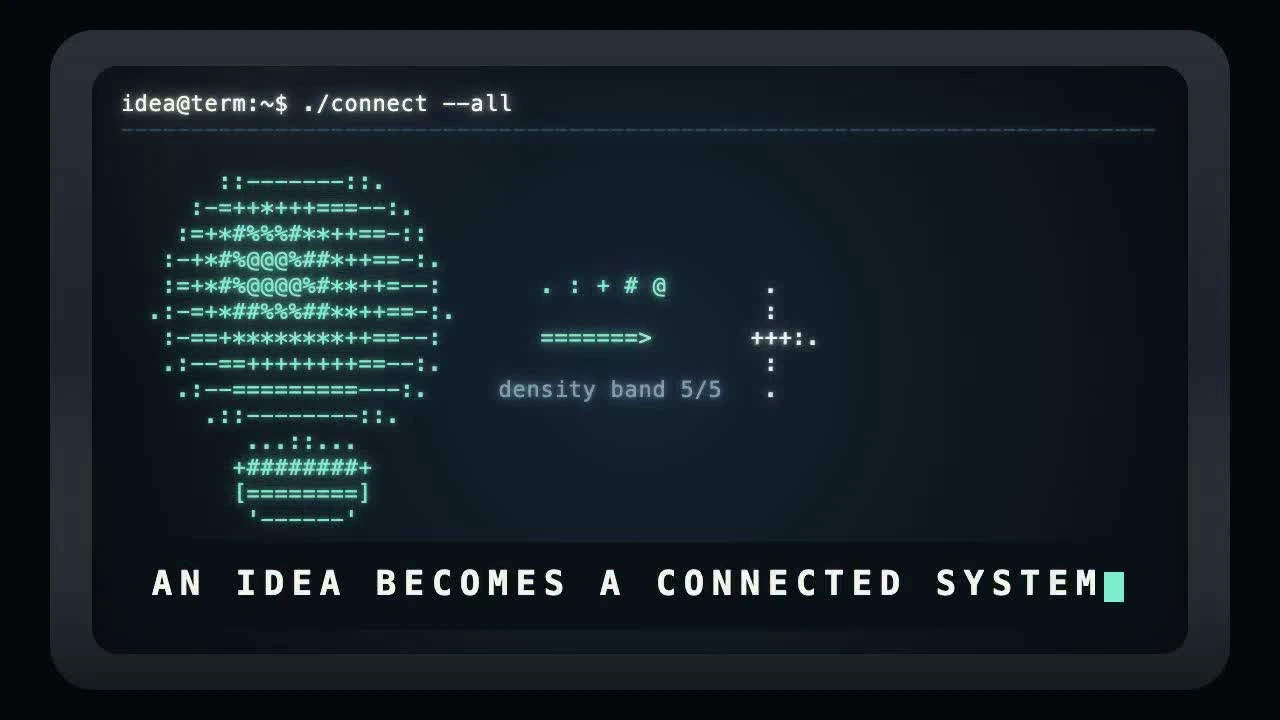 idea@term:~$ ./connect --all
::-------::.
:-=++*+++===--:.
:=+*#%%%#**++==-::
:-+*#%@@@%##*++==-:.
:=+*#%@@@@%#**++=--: . : + # @ .
.:-=+*##%%%##**++==-:. :
:-==+********++==--: =======> +++:.
.:--==++++++++==--:. :
.:--=========---:. density band 5/5 .
.::--------::.
...::...
+########+
[========]
'------'
AN IDEA BECOMES A CONNECTED SYSTEM